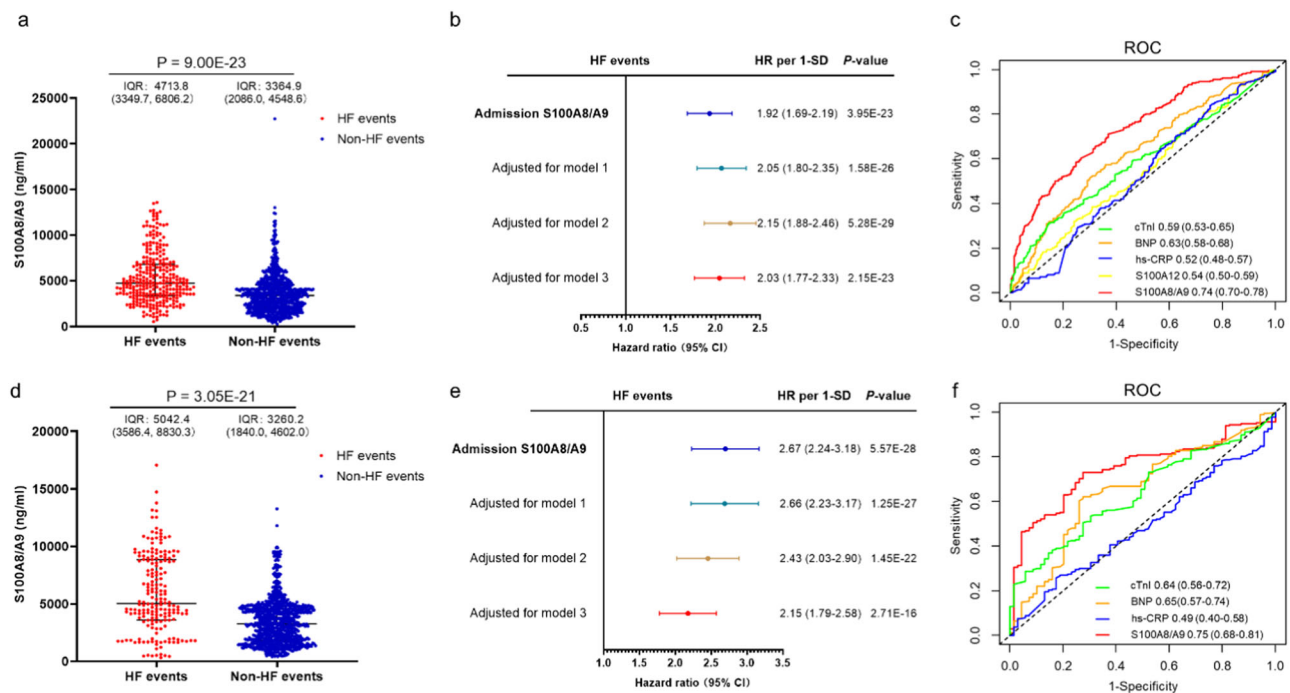 a
P = 9.00E-23
IQR: 4713.8
(3349.7, 6806.2)
IQR: 3364.9
(2086.0, 4548.6)
HF events
Non-HF events
S100A8/A9 (ng/ml)
25000
20000
15000
10000
5000
0
HF events
Non-HF events
b
HF events HR per 1-SD P-value
Admission S100A8/A9 1.92 (1.69-2.19) 3.95E-23
Adjusted for model 1 2.05 (1.80-2.35) 1.58E-26
Adjusted for model 2 2.15 (1.88-2.46) 5.28E-29
Adjusted for model 3 2.03 (1.77-2.33) 2.15E-23
0.5 1.0 1.5 2.0 2.5
Hazard ratio (95% CI)
c
ROC
Sensitivity
1.0
0.8
0.6
0.4
0.2
0.0
cTnI 0.59 (0.53-0.65)
BNP 0.63(0.58-0.68)
hs-CRP 0.52 (0.48-0.57)
S100A12 0.54 (0.50-0.59)
S100A8/A9 0.74 (0.70-0.78)
0.0 0.2 0.4 0.6 0.8 1.0
1-Specificity
d
P = 3.05E-21
IQR: 5042.4
(3586.4, 8830.3)
IQR: 3260.2
(1840.0, 4602.0)
HF events
Non-HF events
S100A8/A9 (ng/ml)
20000
15000
10000
5000
0
HF events
Non-HF events
e
HF events HR per 1-SD P-value
Admission S100A8/A9 2.67 (2.24-3.18) 5.57E-28
Adjusted for model 1 2.66 (2.23-3.17) 1.25E-27
Adjusted for model 2 2.43 (2.03-2.90) 1.45E-22
Adjusted for model 3 2.15 (1.79-2.58) 2.71E-16
1.0 1.5 2.0 2.5 3.0 3.5
Hazard ratio (95% CI)
f
ROC
Sensitivity
1.0
0.8
0.6
0.4
0.2
0.0
cTnI 0.64 (0.56-0.72)
BNP 0.65(0.57-0.74)
hs-CRP 0.49 (0.40-0.58)
S100A8/A9 0.75 (0.68-0.81)
0.0 0.2 0.4 0.6 0.8 1.0
1-Specificity